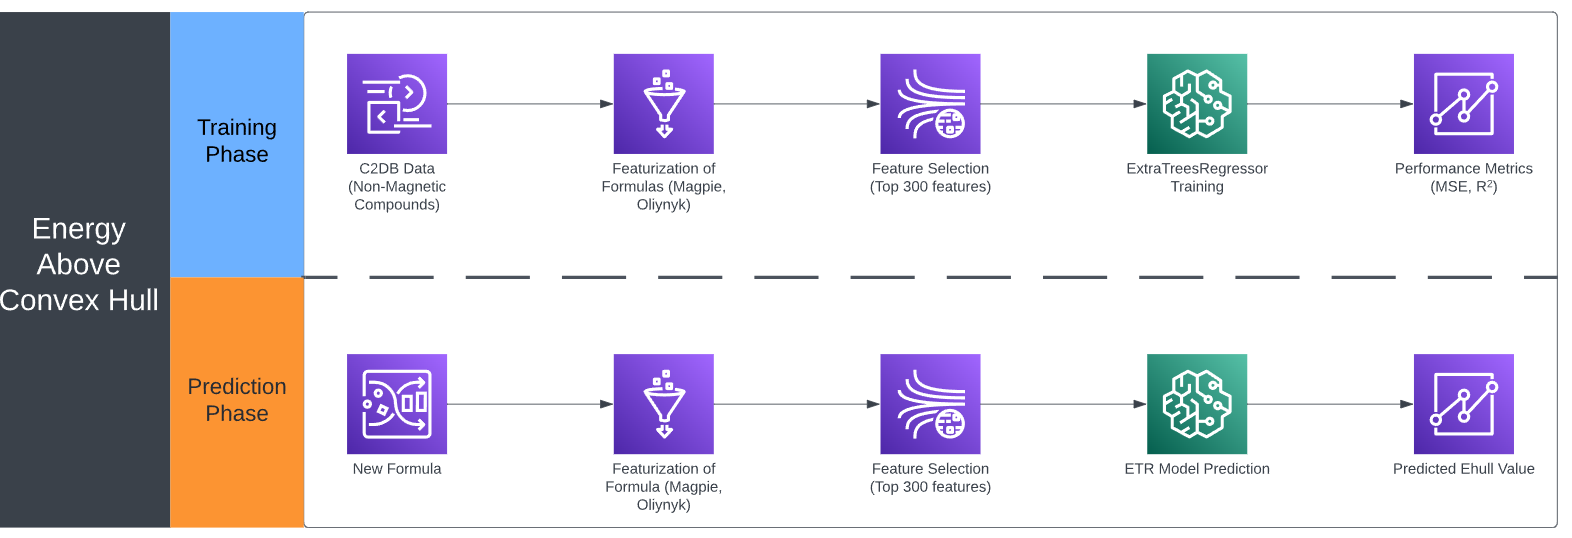 Energy
Above
Convex Hull
Training
Phase
C2DB Data
(Non-Magnetic
Compounds)
Featurization of
Formulas (Magpie,
Oliynyk)
Feature Selection
(Top 300 features)
ExtraTreesRegressor
Training
Performance Metrics
(MSE, R²)
Prediction
Phase
New Formula
Featurization of
Formula (Magpie,
Oliynyk)
Feature Selection
(Top 300 features)
ETR Model Prediction
Predicted Ehull Value